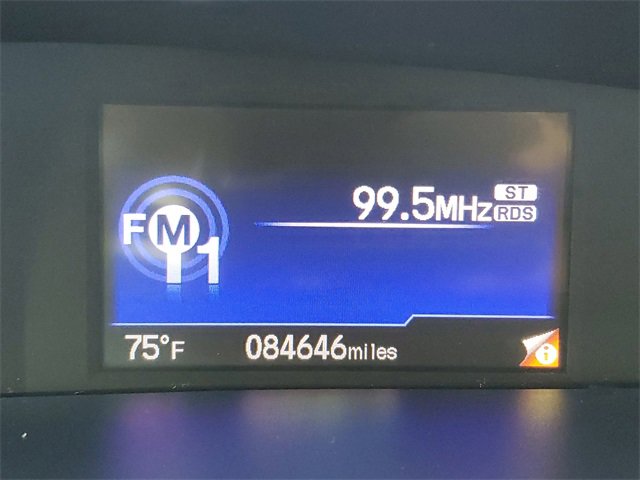 99.5MHz ST
RDS
FM1
75°F 084646miles
i